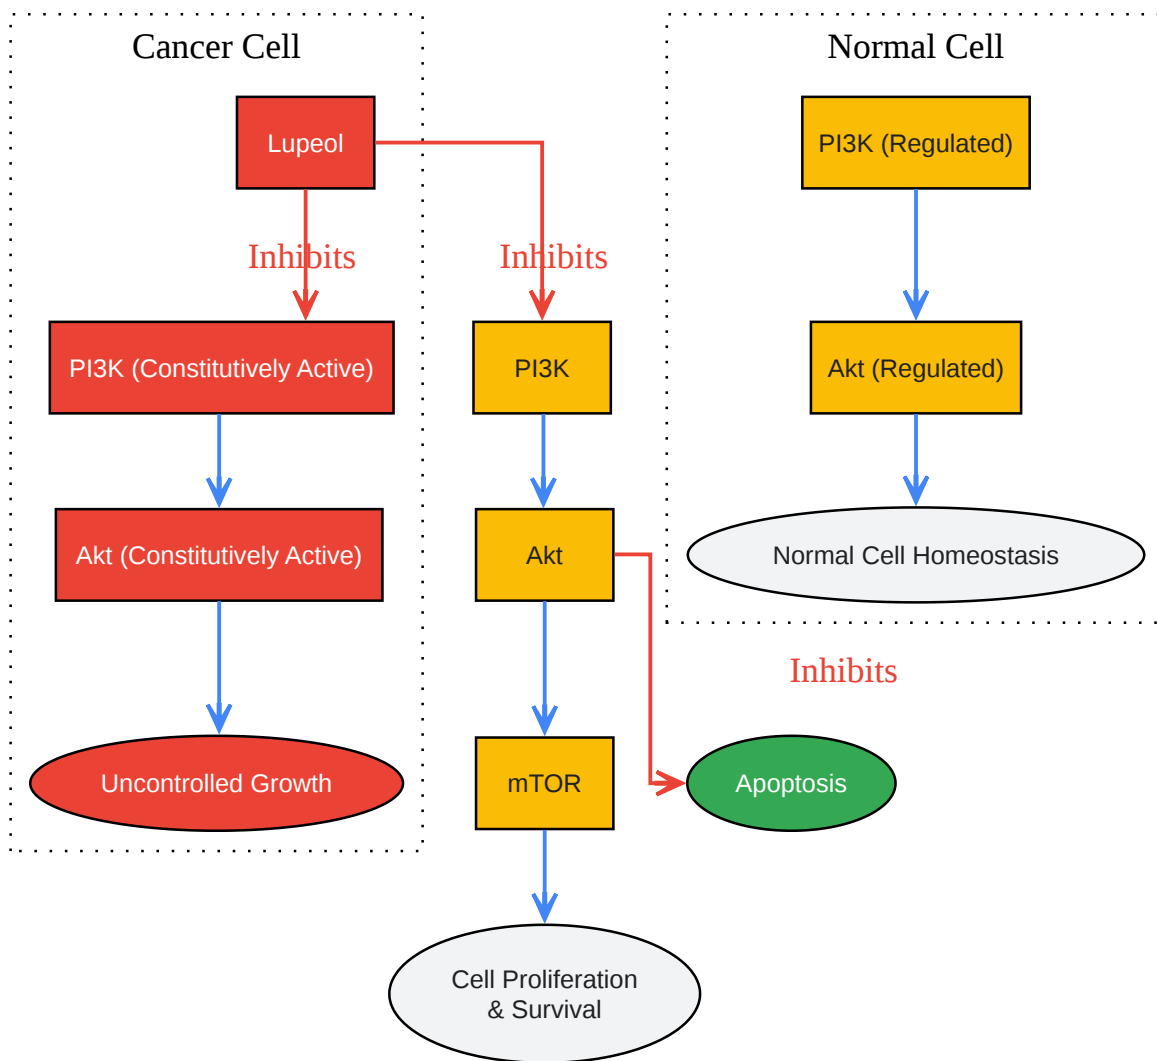 Cancer Cell
Normal Cell
Lupeol
PI3K (Regulated)
Inhibits
Inhibits
PI3K (Constitutively Active)
PI3K
Akt (Regulated)
Akt (Constitutively Active)
Akt
Normal Cell Homeostasis
Inhibits
Uncontrolled Growth
mTOR
Apoptosis
Cell Proliferation
& Survival